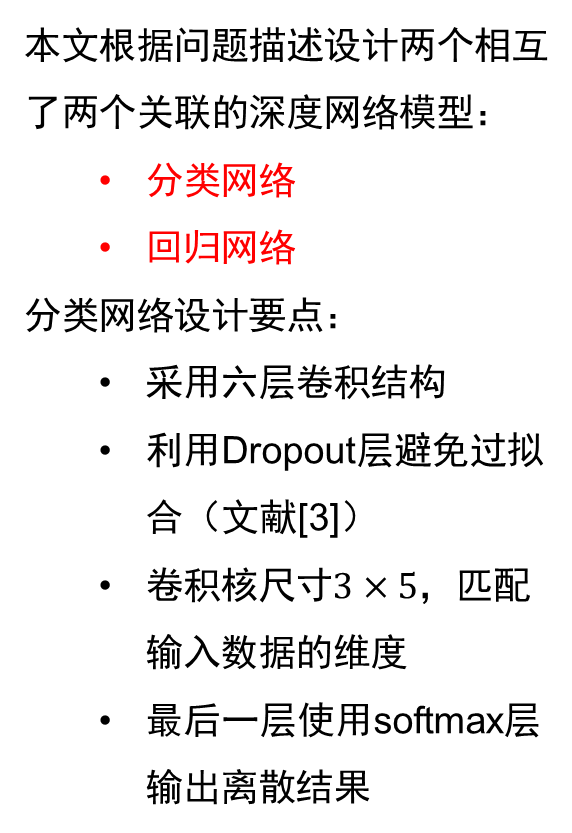 本文根据问题描述设计两个相互
了两个关联的深度网络模型：
• 分类网络
• 回归网络
分类网络设计要点：
• 采用六层卷积结构
• 利用Dropout层避免过拟
合（文献[3]）
• 卷积核尺寸3 × 5，匹配
输入数据的维度
• 最后一层使用softmax层
输出离散结果